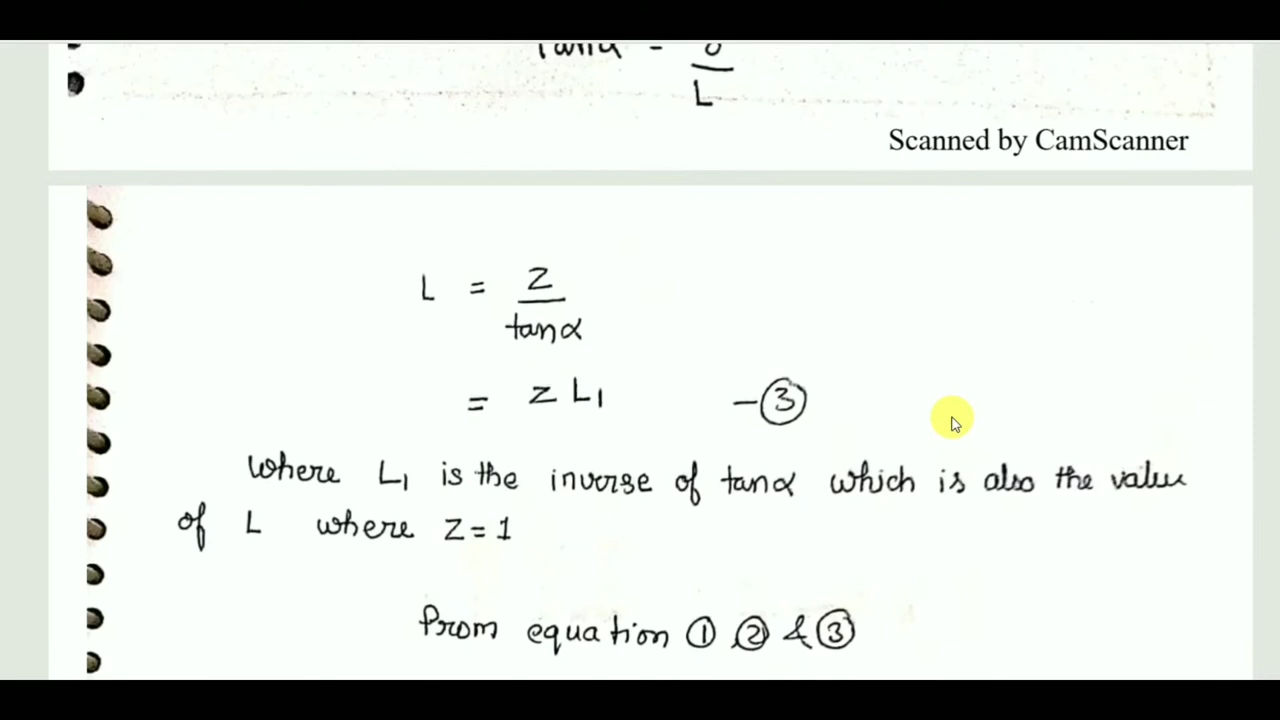 L
Scanned by CamScanner
L = Z / tanα
= Z L₁ —③
where L₁ is the inverse of tanα which is also the value
of L where Z = 1
From equation ① ② & ③